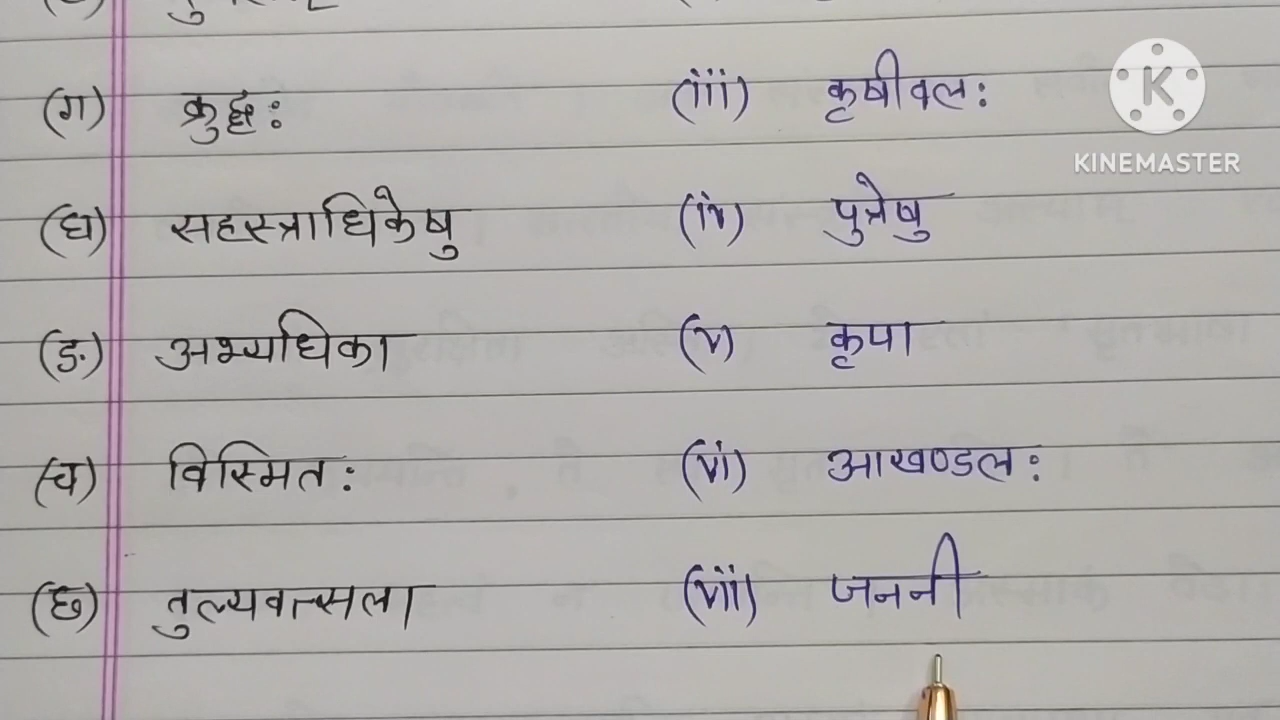 (ग) क्रुद्धः (iii) कृषीवलः
(घ) सहस्त्राधिकेषु (iv) पुत्रेषु
(ङ) अभ्यधिका (v) कृपा
(च) विस्मितः (vi) आखण्डलः
(छ) तुल्यवत्सला (vii) जननी
KINEMASTER